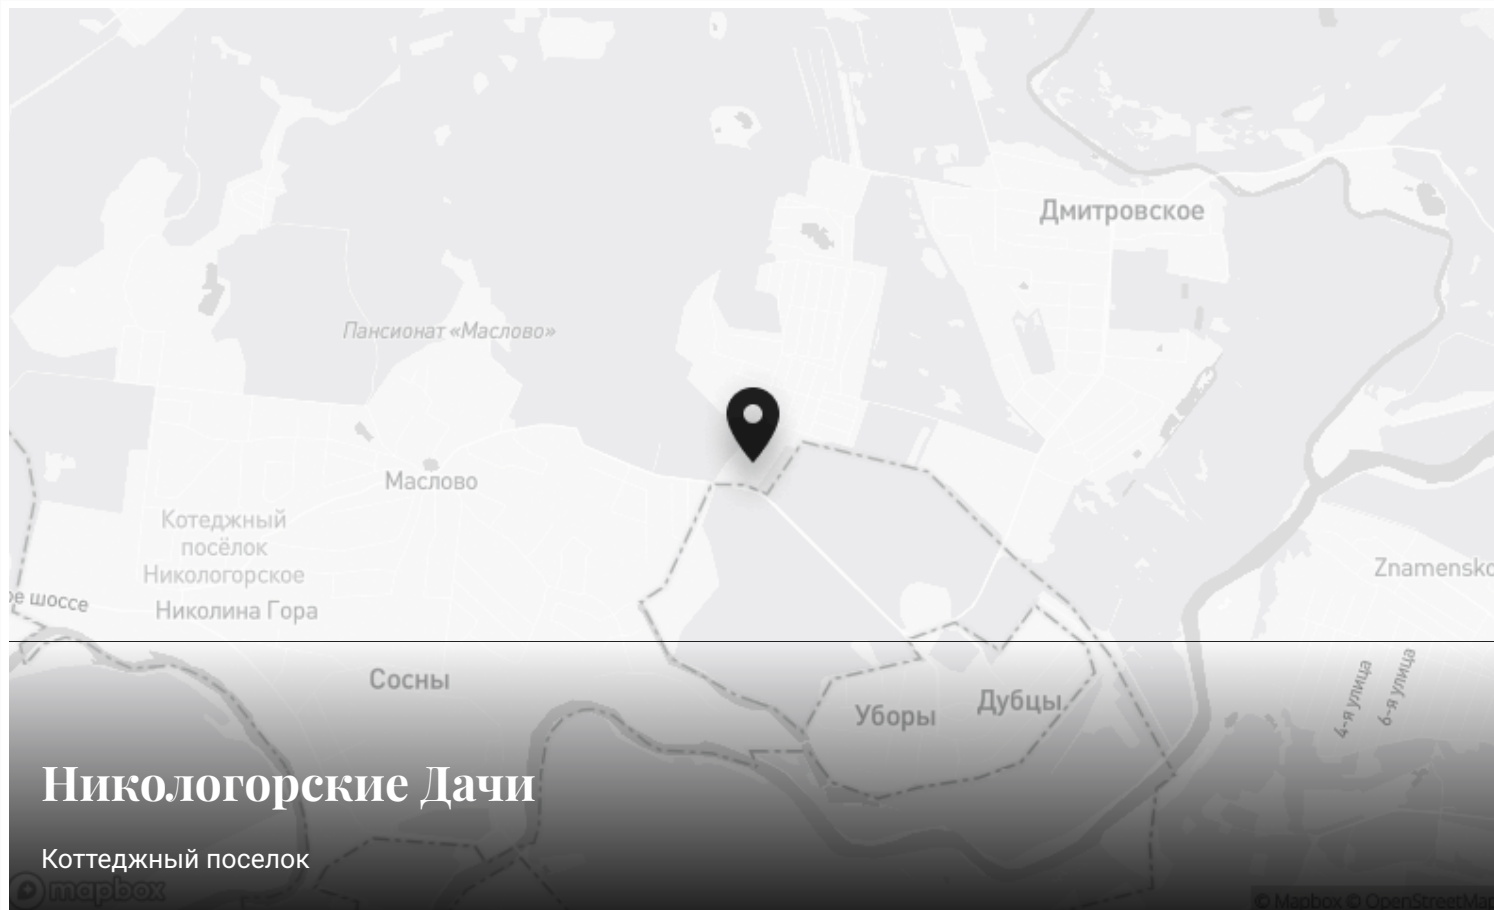 Дмитровское
Пансионат «Маслово»
Маслово
Котеджный
посёлок
Никологорское
Николина Гора
ое шоссе
Znamensko
Сосны
Уборы
Дубцы
4-я улица
6-я улица
Никологорские Дачи
Коттеджный поселок
mapbox
© Mapbox © OpenStreetMap